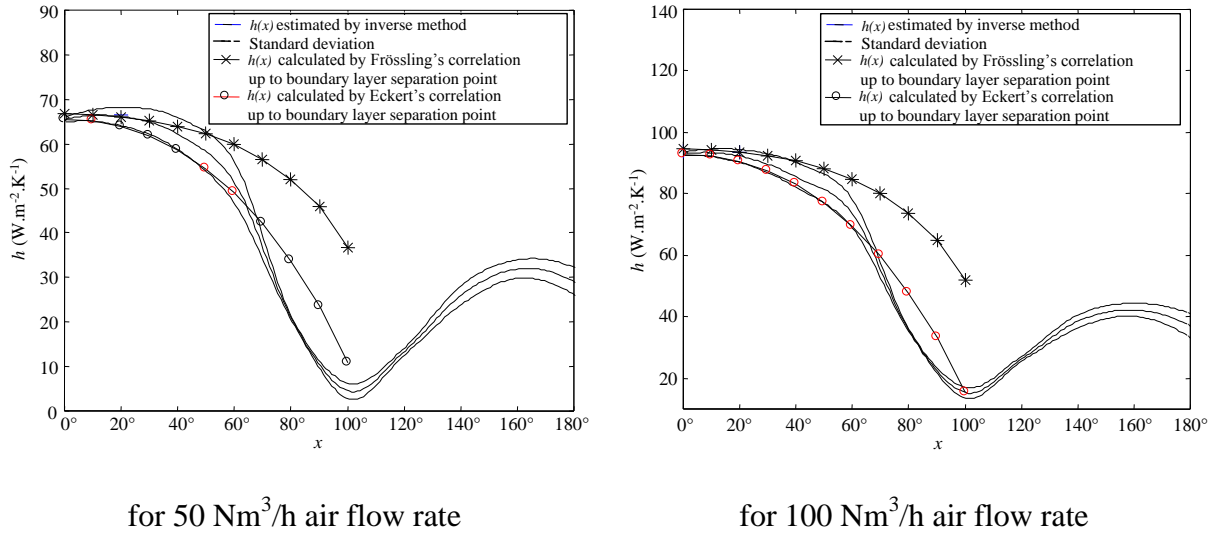 h(x) estimated by inverse method
Standard deviation
h(x) calculated by Frössling's correlation
up to boundary layer separation point
h(x) calculated by Eckert's correlation
up to boundary layer separation point
90
80
70
60
50
40
30
20
10
0
h (W.m-2.K-1)
0° 20° 40° 60° 80° 100° 120° 140° 160° 180°
x
for 50 Nm3/h air flow rate
h(x) estimated by inverse method
Standard deviation
h(x) calculated by Frössling's correlation
up to boundary layer separation point
h(x) calculated by Eckert's correlation
up to boundary layer separation point
140
120
100
80
60
40
20
h (W.m-2.K-1)
0° 20° 40° 60° 80° 100° 120° 140° 160° 180°
x
for 100 Nm3/h air flow rate